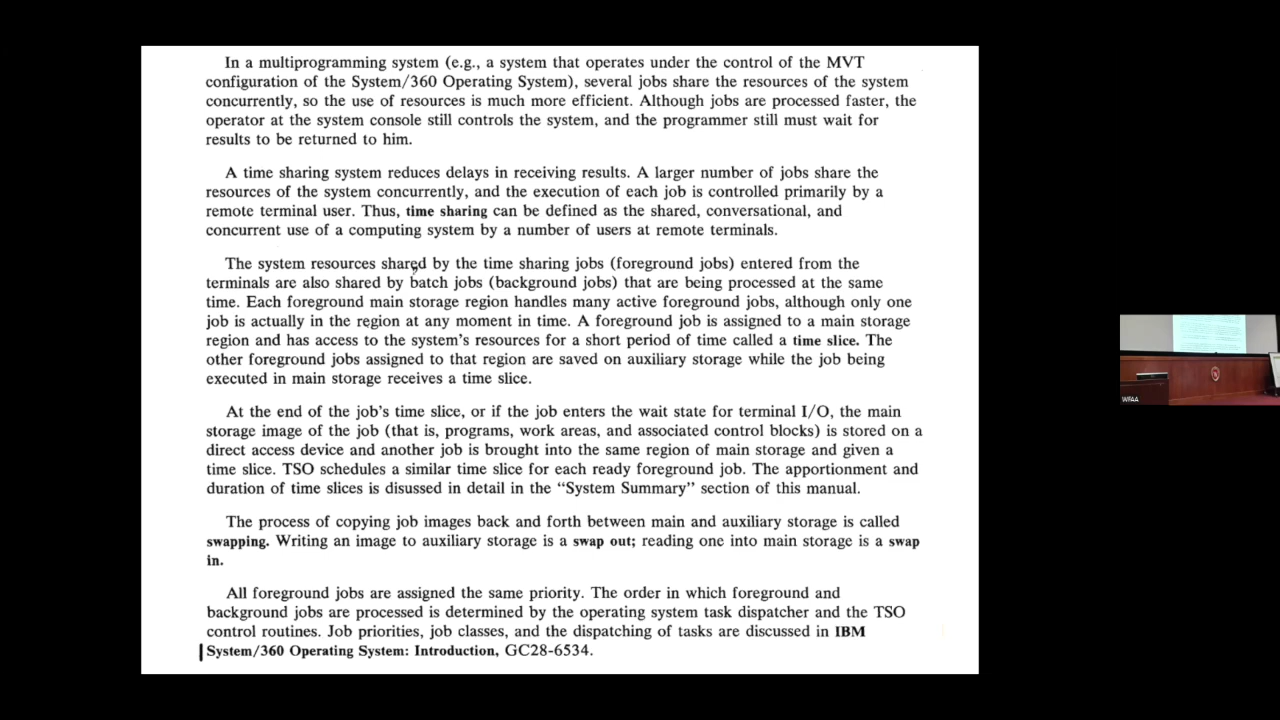 In a multiprogramming system (e.g., a system that operates under the control of the MVT
configuration of the System/360 Operating System), several jobs share the resources of the system
concurrently, so the use of resources is much more efficient. Although jobs are processed faster, the
operator at the system console still controls the system, and the programmer still must wait for
results to be returned to him.
A time sharing system reduces delays in receiving results. A larger number of jobs share the
resources of the system concurrently, and the execution of each job is controlled primarily by a
remote terminal user. Thus, time sharing can be defined as the shared, conversational, and
concurrent use of a computing system by a number of users at remote terminals.
The system resources shared by the time sharing jobs (foreground jobs) entered from the
terminals are also shared by batch jobs (background jobs) that are being processed at the same
time. Each foreground main storage region handles many active foreground jobs, although only one
job is actually in the region at any moment in time. A foreground job is assigned to a main storage
region and has access to the system's resources for a short period of time called a time slice. The
other foreground jobs assigned to that region are saved on auxiliary storage while the job being
executed in main storage receives a time slice.
At the end of the job's time slice, or if the job enters the wait state for terminal I/O, the main
storage image of the job (that is, programs, work areas, and associated control blocks) is stored on a
direct access device and another job is brought into the same region of main storage and given a
time slice. TSO schedules a similar time slice for each ready foreground job. The apportionment and
duration of time slices is disussed in detail in the “System Summary” section of this manual.
The process of copying job images back and forth between main and auxiliary storage is called
swapping. Writing an image to auxiliary storage is a swap out; reading one into main storage is a swap
in.
All foreground jobs are assigned the same priority. The order in which foreground and
background jobs are processed is determined by the operating system task dispatcher and the TSO
control routines. Job priorities, job classes, and the dispatching of tasks are discussed in IBM
System/360 Operating System: Introduction, GC28-6534.